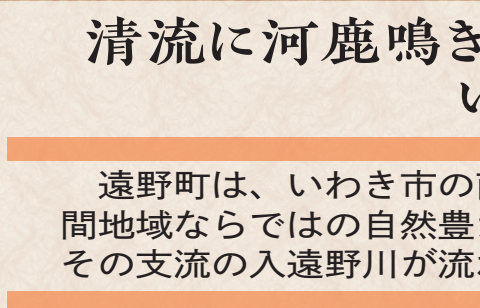 清流に河鹿鳴き
い
遠野町は、いわき市の
間地域ならではの自然豊
その支流の入遠野川が流